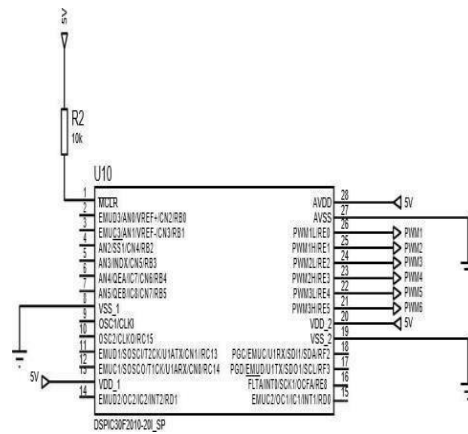 5V
R2
10k
U10
1 MCLR
2 EMUD3/AN0/VREF+/CN2/RB0
3 EMUC3/AN1/VREF-/CN3/RB1
4 AN2/SS1/CN4/RB2
5 AN3/INDX/CN5/RB3
6 AN4/QEA/IC7/CN6/RB4
7 AN5/QEB/IC8/CN7/RB5
8 VSS_1
9 OSC1/CLKI
10 OSC2/CLKO/RC15
11 EMUD1/SOSCI/T2CK/U1ATX/CN1/RC13
12 EMUC1/SOSCO/T1CK/U1ARX/CN0/RC14
5V 13 VDD_1
14 EMUD2/OC2/IC2/INT2/RD1
AVDD 28 5V
AVSS 27
PWM1L/RE0 26 PWM1
PWM1H/RE1 25 PWM2
PWM2L/RE2 24 PWM3
PWM2H/RE3 23 PWM4
PWM3L/RE4 22 PWM5
PWM3H/RE5 21 PWM6
VDD_2 20 5V
VSS_2 19
PGC/EMUC/U1RX/SDI1/SDA/RF2 18
PGD/EMUD/U1TX/SDO1/SCL/RF3 17
FLTA/INT0/SCK1/OCFA/RE8 16
EMUC2/OC1/IC1/INT1/RD0 15
DSPIC30F2010-20I_SP